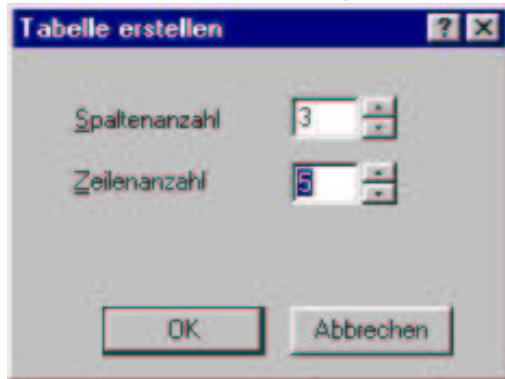 Tabelle erstellen
Spaltenanzahl 3
Zeilenanzahl 5
OK Abbrechen